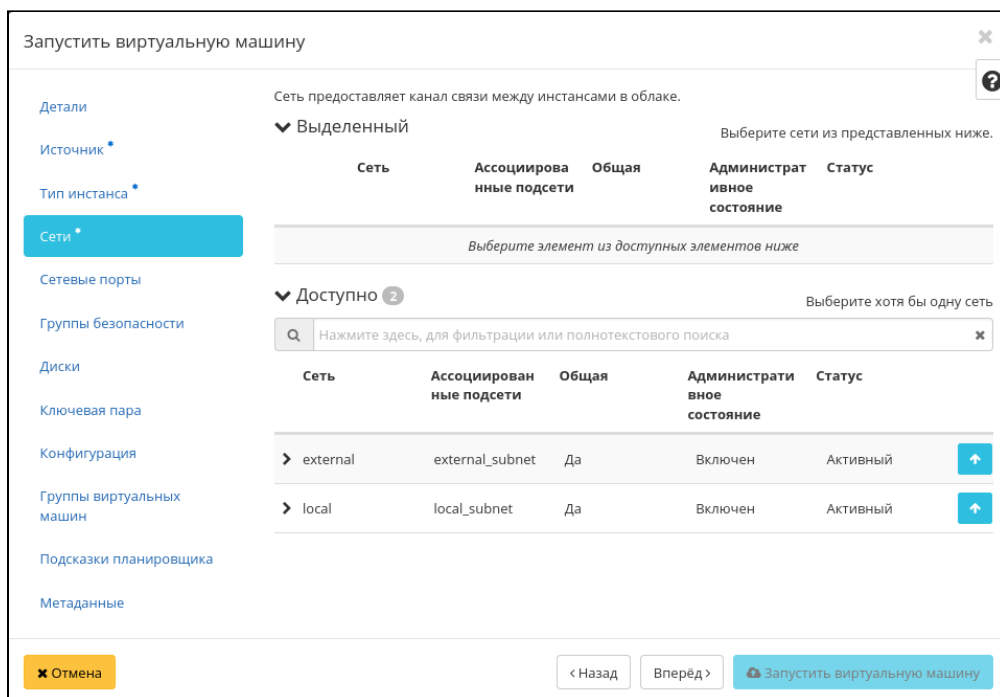 Запустить виртуальную машину
Детали
Источник *
Тип инстанса *
Сети *
Сетевые порты
Группы безопасности
Диски
Ключевая пара
Конфигурация
Группы виртуальных
машин
Подсказки планировщика
Метаданные
Сеть предоставляет канал связи между инстансами в облаке.
Выделенный
Выберите сети из представленных ниже.
Сеть Ассоциирова Общая Администрат Статус
нные подсети ивное
состояние
Выберите элемент из доступных элементов ниже
Доступно 2
Выберите хотя бы одну сеть
Нажмите здесь, для фильтрации или полнотекстового поиска
Сеть Ассоциирован Общая Администрати Статус
ные подсети вное
состояние
external external_subnet Да Включен Активный
local local_subnet Да Включен Активный
Отмена
< Назад Вперёд > Запустить виртуальную машину